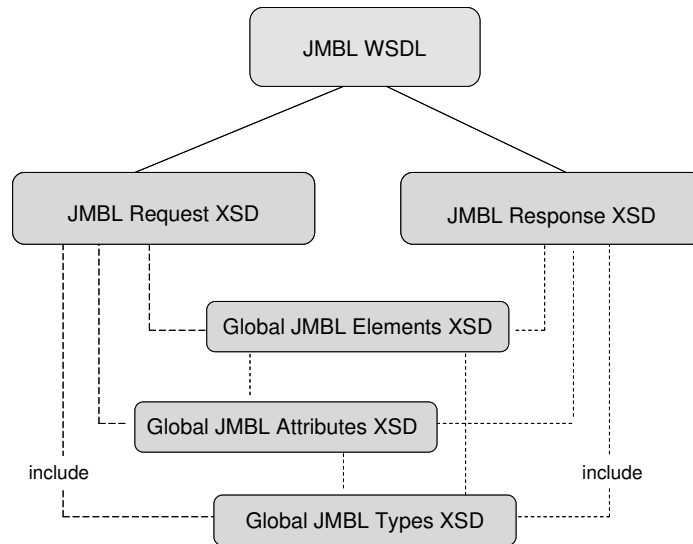 JMBL WSDL
JMBL Request XSD
JMBL Response XSD
Global JMBL Elements XSD
Global JMBL Attributes XSD
include
include
Global JMBL Types XSD